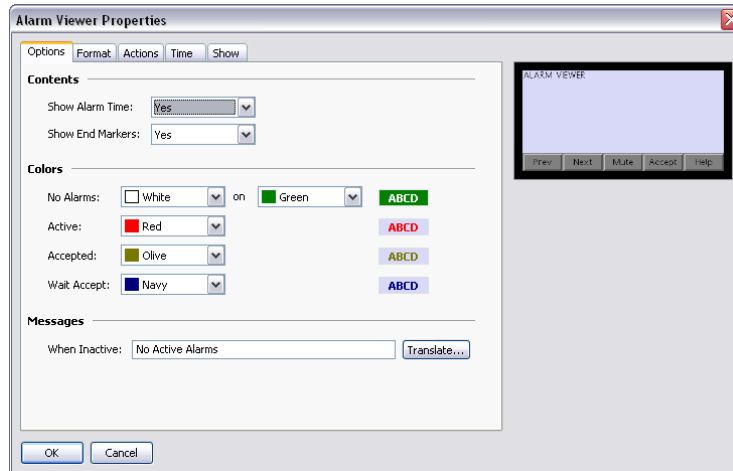 Alarm Viewer Properties
Options Format Actions Time Show
Contents
Show Alarm Time: Yes
Show End Markers: Yes
Colors
No Alarms: White on Green ABCD
Active: Red ABCD
Accepted: Olive ABCD
Wait Accept: Navy ABCD
Messages
When Inactive: No Active Alarms Translate...
OK Cancel
ALARM VIEWER
Prev Next Mute Accept Help